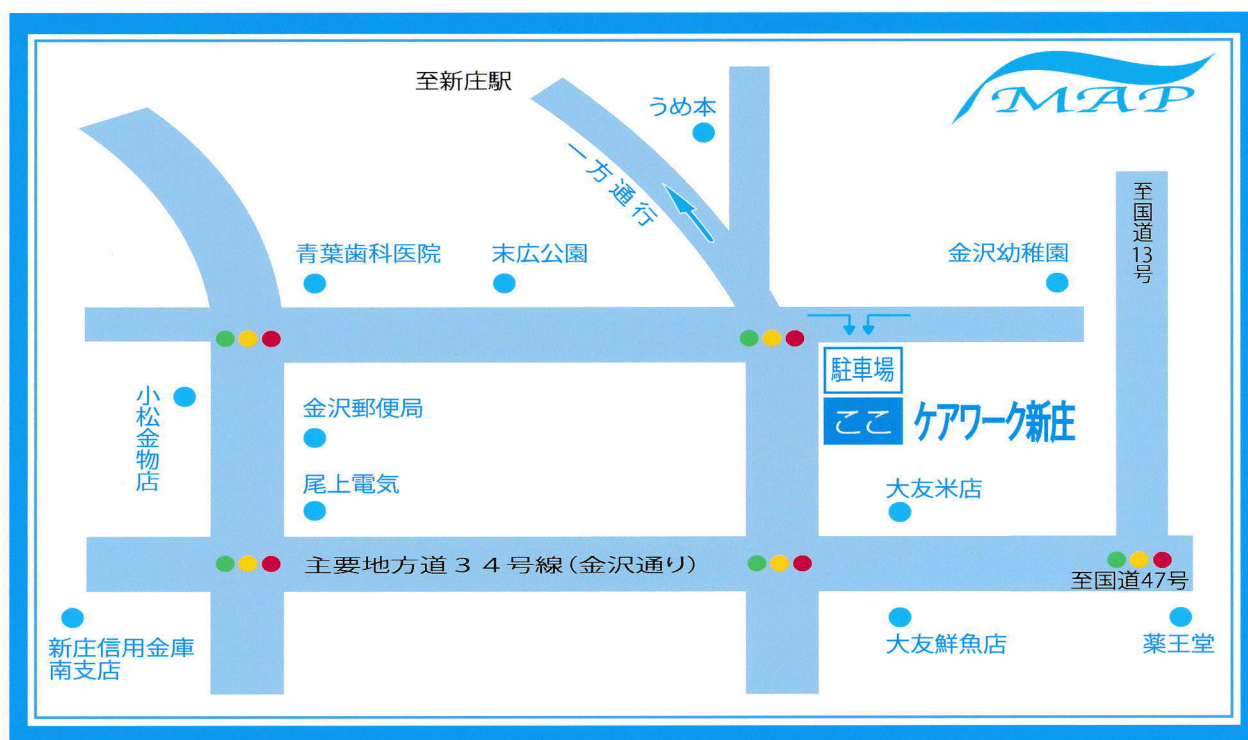 MAP
至新庄駅
うめ本
一方通行
至国道13号
青葉歯科医院
末広公園
金沢幼稚園
駐車場
小松金物店
金沢郵便局
ここ
ケアワーク新庄
尾上電気
大友米店
主要地方道34号線(金沢通り)
至国道47号
新庄信用金庫
南支店
大友鮮魚店
薬王堂